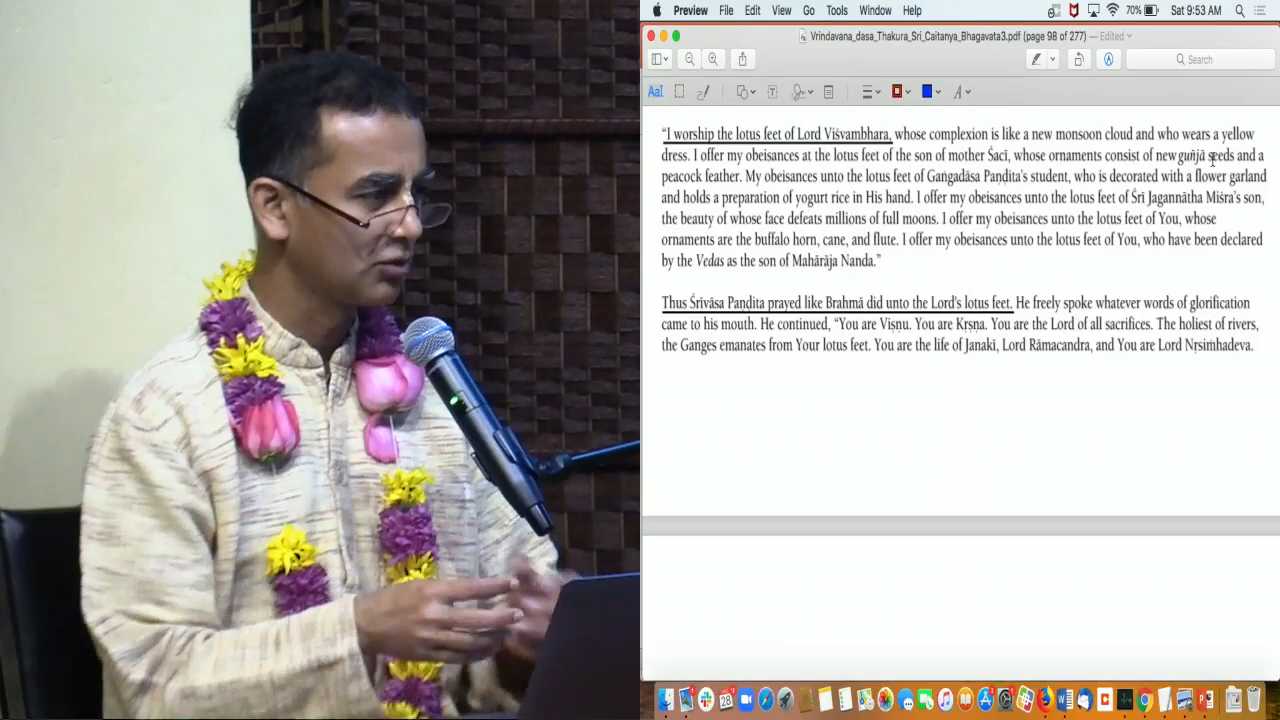 Preview File Edit View Go Tools Window Help 70% Sat 9:53 AM
Vrindavana_dasa_Thakura_Sri_Caitanya_Bhagavata3.pdf (page 98 of 277) — Edited
Search
“I worship the lotus feet of Lord Viśvambhara, whose complexion is like a new monsoon cloud and who wears a yellow
dress. I offer my obeisances at the lotus feet of the son of mother Śacī, whose ornaments consist of new guñjā seeds and a
peacock feather. My obeisances unto the lotus feet of Gaṅgadāsa Paṇḍita's student, who is decorated with a flower garland
and holds a preparation of yogurt rice in His hand. I offer my obeisances unto the lotus feet of Śrī Jagannātha Miśra's son,
the beauty of whose face defeats millions of full moons. I offer my obeisances unto the lotus feet of You, whose
ornaments are the buffalo horn, cane, and flute. I offer my obeisances unto the lotus feet of You, who have been declared
by the Vedas as the son of Mahārāja Nanda.”
Thus Śrīvāsa Paṇḍita prayed like Brahmā did unto the Lord's lotus feet. He freely spoke whatever words of glorification
came to his mouth. He continued, “You are Viṣṇu. You are Kṛṣṇa. You are the Lord of all sacrifices. The holiest of rivers,
the Ganges emanates from Your lotus feet. You are the life of Janakī, Lord Rāmacandra, and You are Lord Nṛsiṁhadeva.